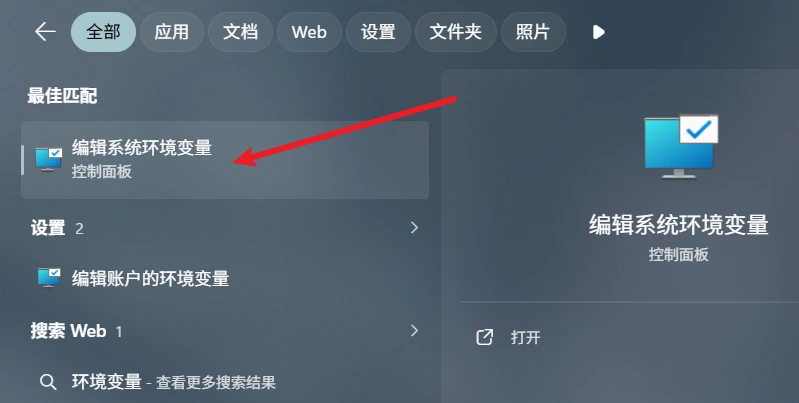 全部 应用 文档 Web 设置 文件夹 照片
最佳匹配
编辑系统环境变量
控制面板
设置 2
编辑账户的环境变量
搜索 Web 1
环境变量 - 查看更多搜索结果
编辑系统环境变量
控制面板
打开